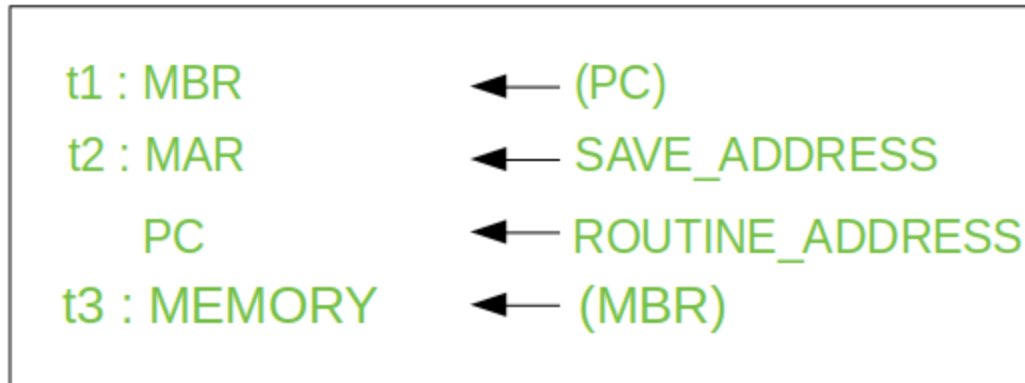 t1 : MBR (PC)
t2 : MAR SAVE_ADDRESS
PC ROUTINE_ADDRESS
t3 : MEMORY (MBR)